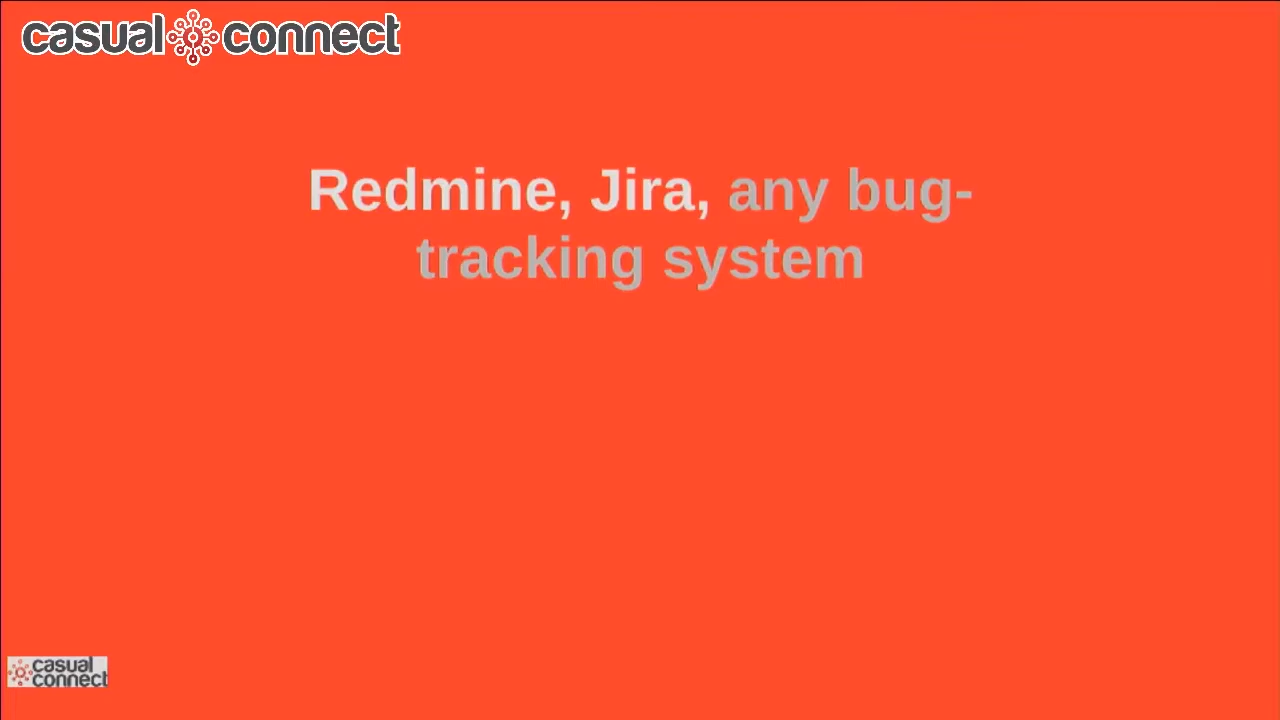 casual connect
Redmine, Jira, any bug-
tracking system
casual
connect